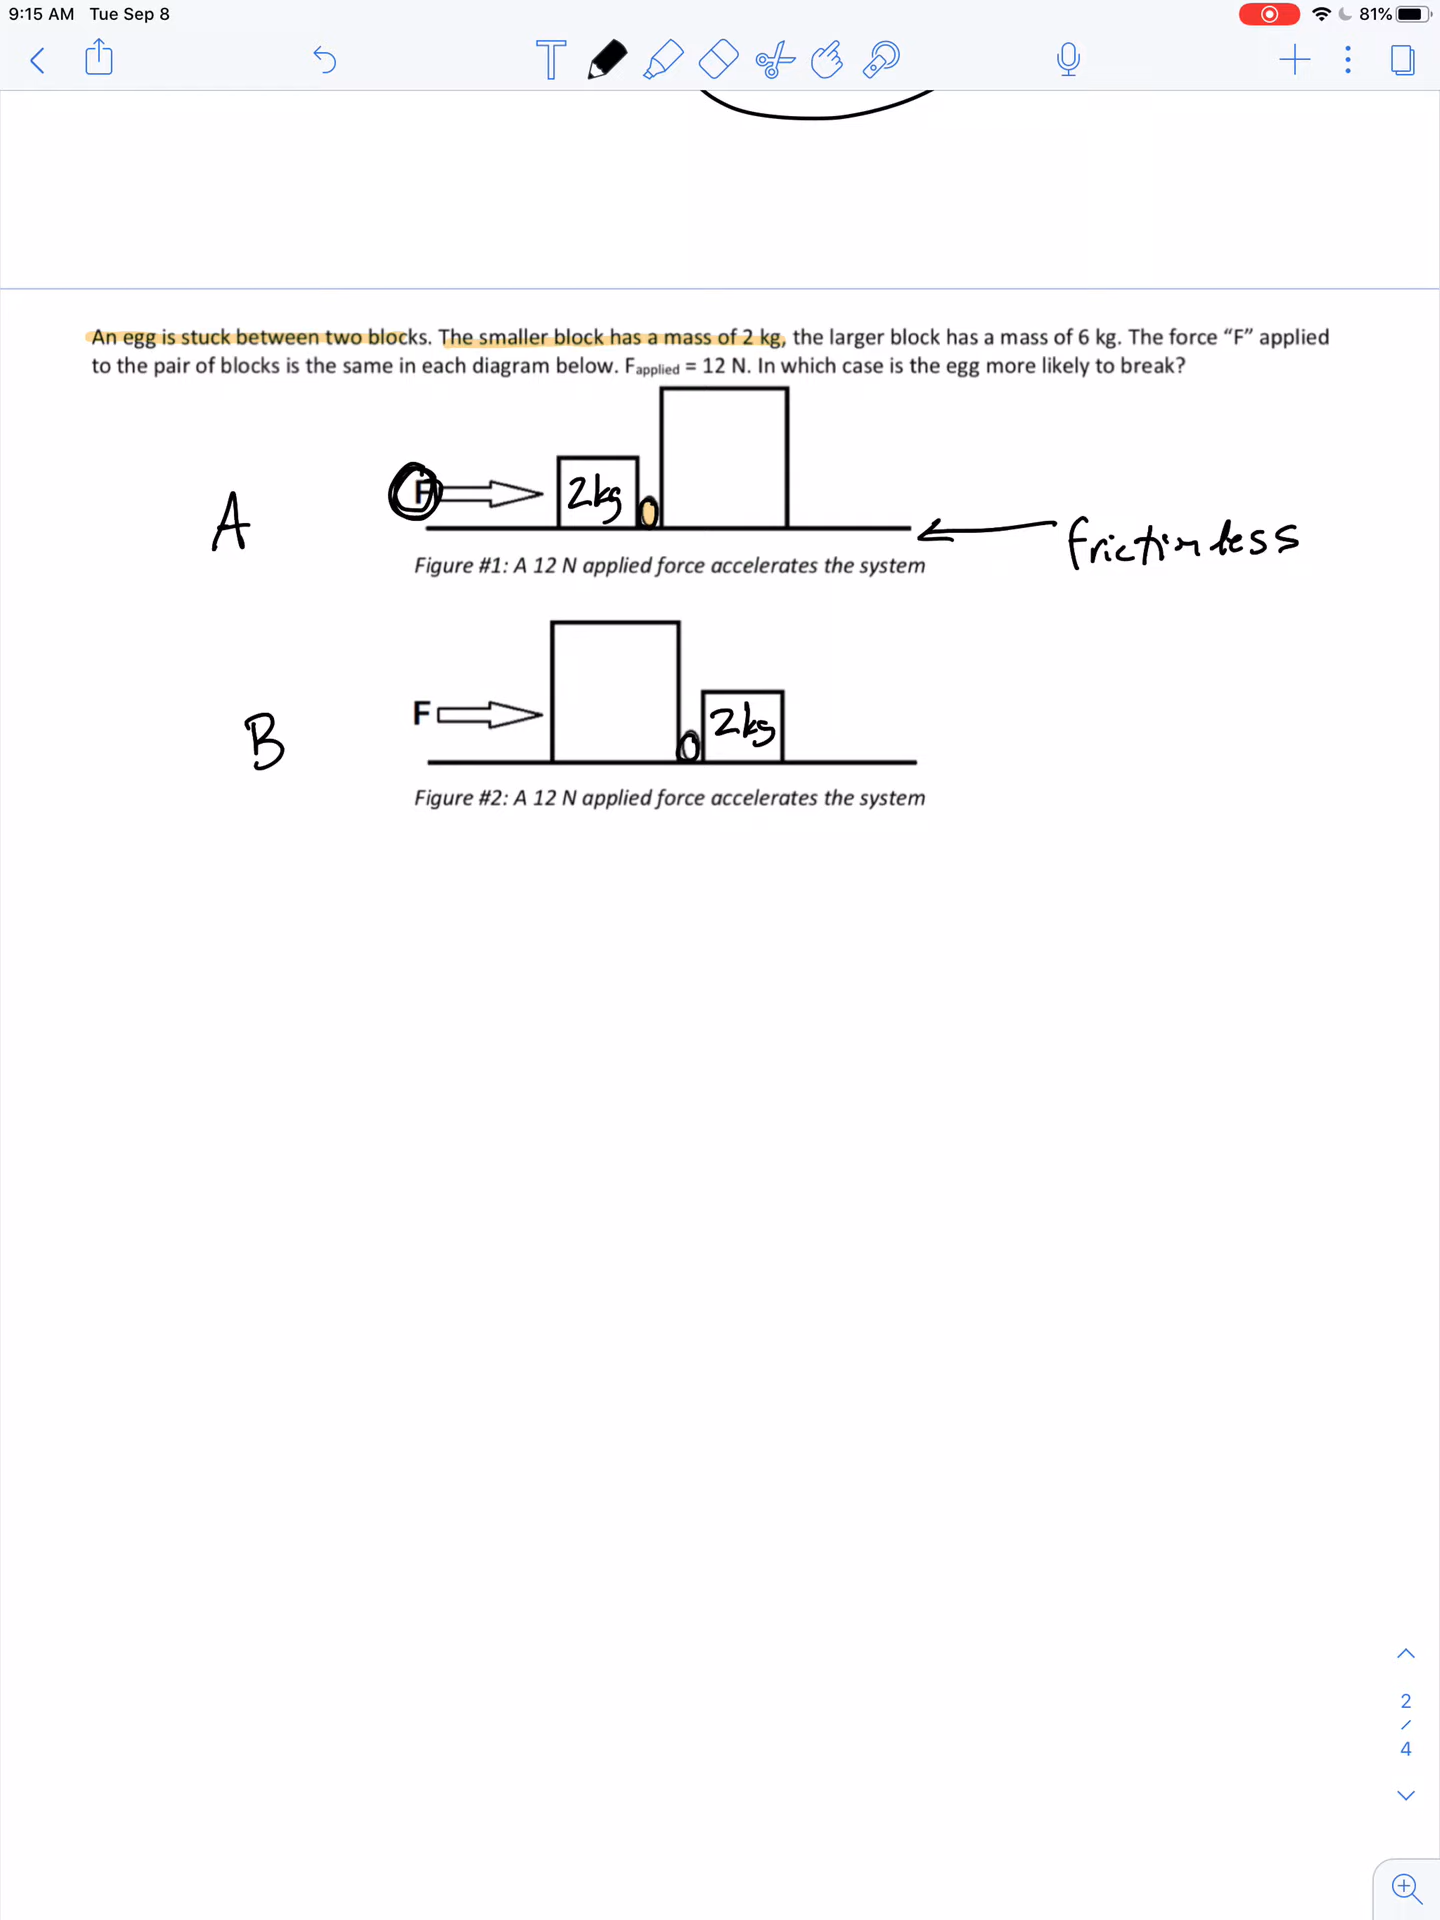 9:15 AM Tue Sep 8
81%
T
An egg is stuck between two blocks. The smaller block has a mass of 2 kg, the larger block has a mass of 6 kg. The force “F” applied
to the pair of blocks is the same in each diagram below. Fapplied = 12 N. In which case is the egg more likely to break?
F
2kg
A
frictionless
Figure #1: A 12 N applied force accelerates the system
F
2kg
B
Figure #2: A 12 N applied force accelerates the system
2
/
4